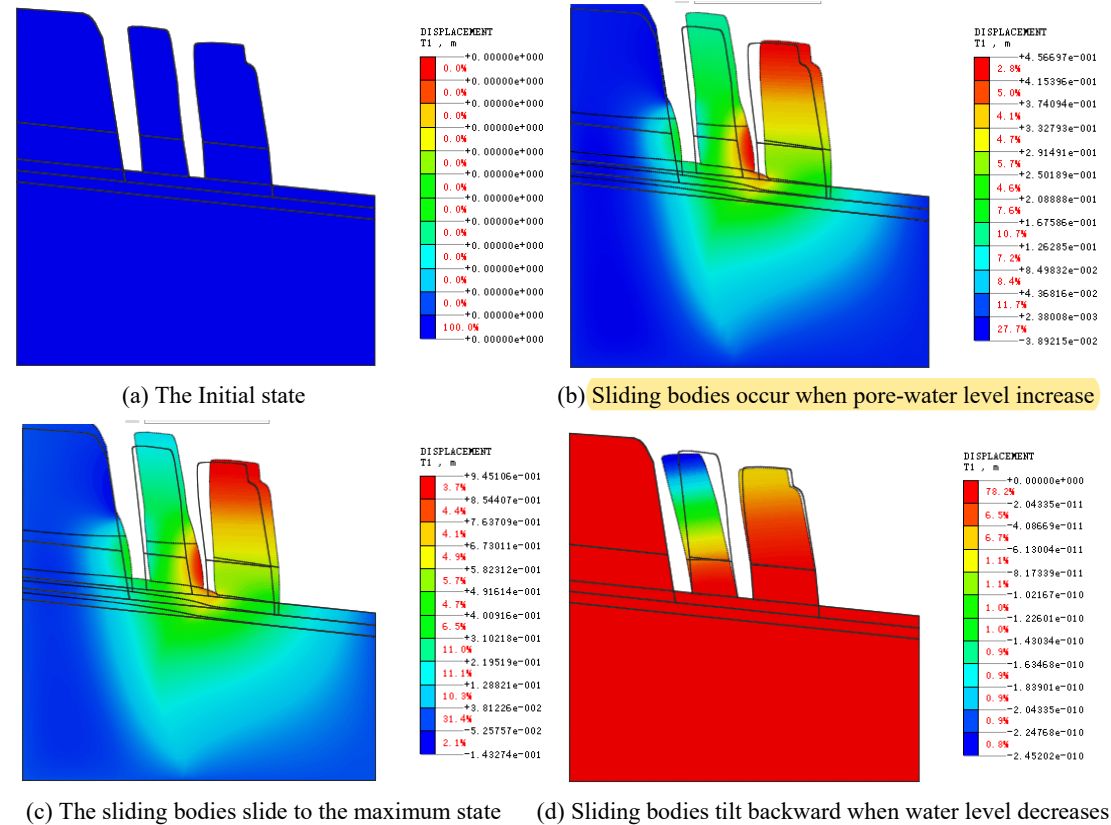 DISPLACEMENT
T1 , m
+0.00000e+000
0.0%
+0.00000e+000
0.0%
+0.00000e+000
0.0%
+0.00000e+000
0.0%
+0.00000e+000
0.0%
+0.00000e+000
0.0%
+0.00000e+000
0.0%
+0.00000e+000
0.0%
+0.00000e+000
0.0%
+0.00000e+000
0.0%
+0.00000e+000
100.0%
+0.00000e+000
(a) The Initial state
DISPLACEMENT
T1 , m
+4.56697e-001
2.8%
+4.15396e-001
5.0%
+3.74094e-001
4.1%
+3.32793e-001
4.7%
+2.91491e-001
5.7%
+2.50189e-001
4.6%
+2.08888e-001
7.6%
+1.67586e-001
10.7%
+1.26285e-001
7.2%
+8.49832e-002
8.4%
+4.36816e-002
11.7%
+2.38008e-003
27.7%
-3.89215e-002
(b) Sliding bodies occur when pore-water level increase
DISPLACEMENT
T1 , m
+9.45106e-001
3.7%
+8.54407e-001
4.4%
+7.63709e-001
4.1%
+6.73011e-001
4.9%
+5.82312e-001
5.7%
+4.91614e-001
4.7%
+4.00916e-001
6.5%
+3.10218e-001
11.0%
+2.19519e-001
11.1%
+1.28821e-001
10.3%
+3.81226e-002
31.4%
-5.25757e-002
2.1%
-1.43274e-001
(c) The sliding bodies slide to the maximum state
DISPLACEMENT
T1 , m
+0.00000e+000
78.2%
-2.04335e-011
6.5%
-4.08669e-011
6.7%
-6.13004e-011
1.1%
-8.17339e-011
1.1%
-1.02167e-010
1.0%
-1.22601e-010
1.0%
-1.43034e-010
0.9%
-1.63468e-010
0.9%
-1.83901e-010
0.9%
-2.04335e-010
0.9%
-2.24768e-010
0.8%
-2.45202e-010
(d) Sliding bodies tilt backward when water level decreases